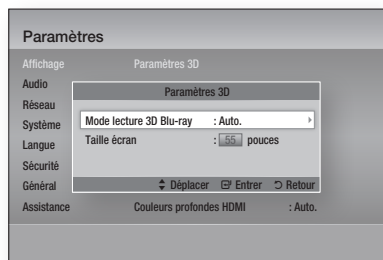 Paramètres
Affichage Paramètres 3D
Audio
Paramètres 3D
Réseau
Système
Mode lecture 3D Blu-ray : Auto.
Langue
Taille écran : 55 pouces
Sécurité
Général
Déplacer Entrer Retour
Assistance Couleurs profondes HDMI : Auto.